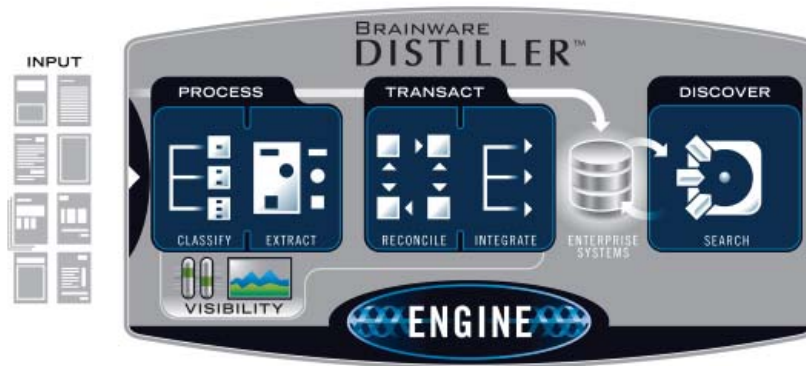 BRAINWARE
DISTILLER™
INPUT
PROCESS
TRANSACT
DISCOVER
CLASSIFY
EXTRACT
RECONCILE
INTEGRATE
ENTERPRISE
SYSTEMS
SEARCH
VISIBILITY
ENGINE